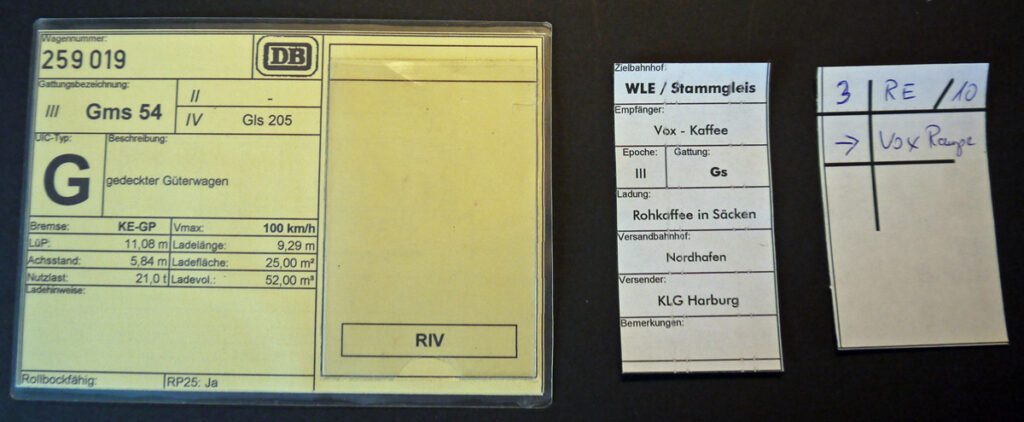 Wagennummer:
259 019
DB
Gattungsbezeichnung:
III Gms 54
II -
IV Gls 205
UIC-Typ:
G
Beschreibung:
gedeckter Güterwagen
Bremse: KE-GP Vmax: 100 km/h
LüP: 11,08 m Ladelänge: 9,29 m
Achsstand: 5,84 m Ladefläche: 25,00 m²
Nutzlast: 21,0 t Ladevol.: 52,00 m³
Ladehinweise:
Rollbockfähig: RP25: Ja
RIV
Zielbahnhof:
WLE / Stammgleis
Empfänger:
Vox - Kaffee
Epoche: Gattung:
III Gs
Ladung:
Rohkaffee in Säcken
Versandbahnhof:
Nordhafen
Versender:
KLG Harburg
Bemerkungen:
3 RE /10
→ Vox Rampe